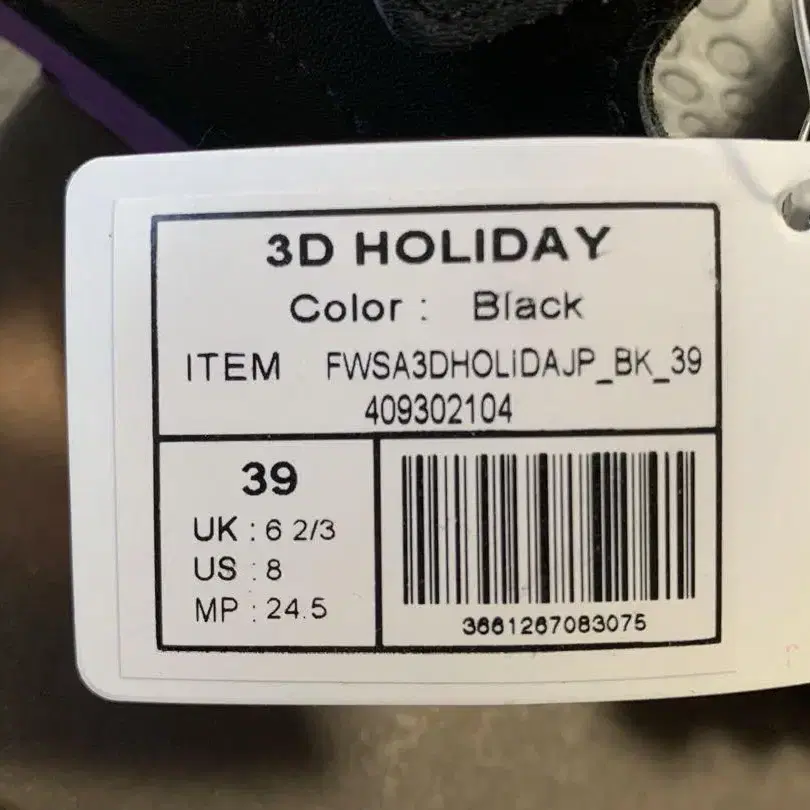 3D HOLIDAY
Color : Black
ITEM FWSA3DHOLiDAJP_BK_39
409302104
39
UK : 6 2/3
US : 8
MP : 24.5
3661267083075